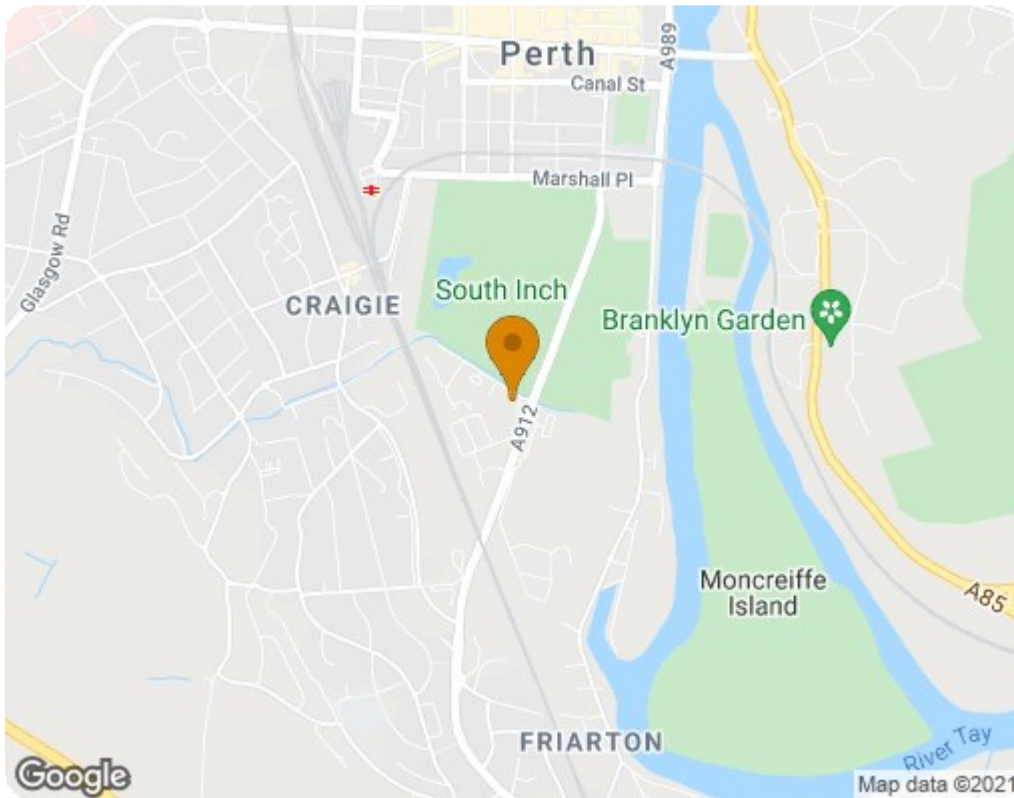 Perth
A989
Canal St
Marshall Pl
Glasgow Rd
South Inch
CRAIGIE
Branklyn Garden
A912
Moncreiffe
Island
A85
FRIARTON
River Tay
Google
Map data ©2021